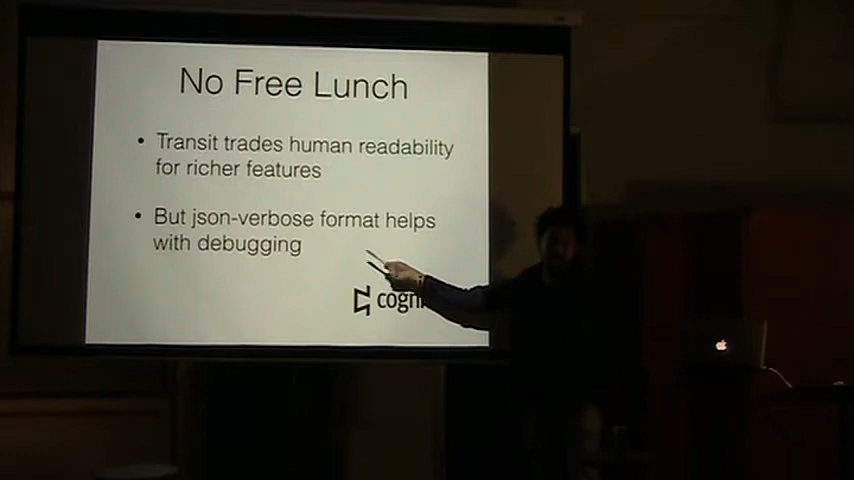 No Free Lunch
• Transit trades human readability
for richer features
• But json-verbose format helps
with debugging